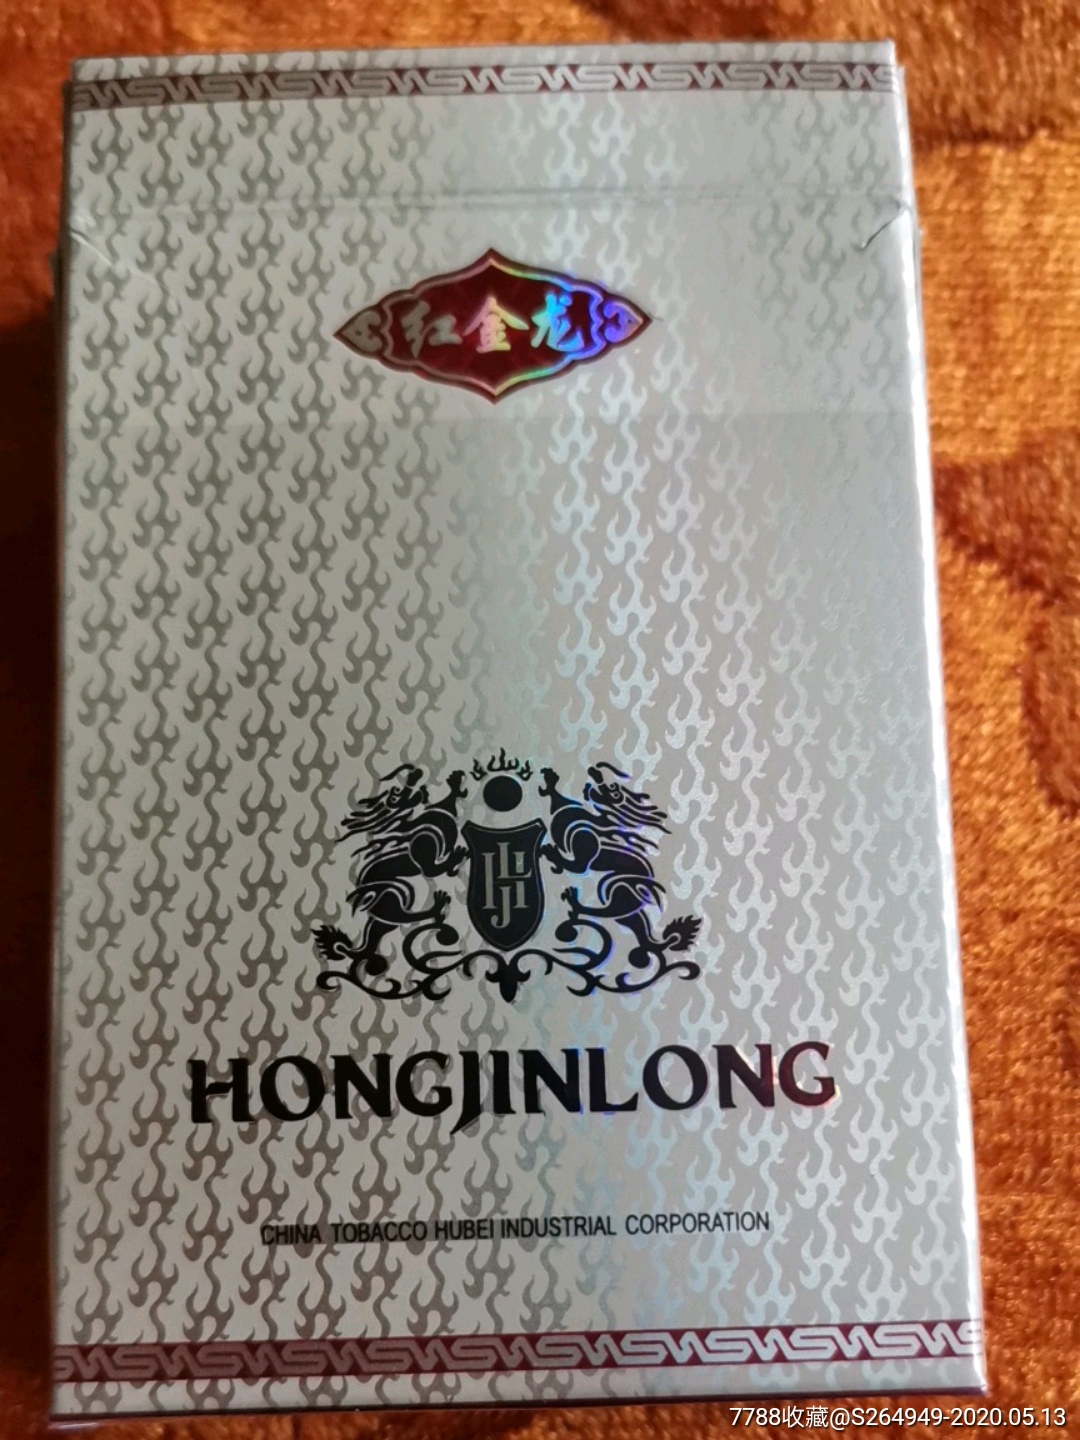 红金龙
HJL
HONGJINLONG
CHINA TOBACCO HUBEI INDUSTRIAL CORPORATION
7788收藏@S264949-2020.05.13